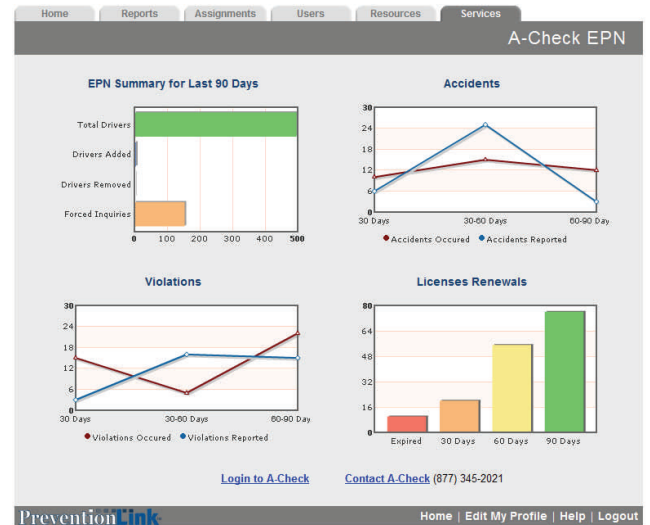 Home Reports Assignments Users Resources Services
A-Check EPN
EPN Summary for Last 90 Days
Total Drivers
Drivers Added
Drivers Removed
Forced Inquiries
0 100 200 300 400 500
Accidents
30
24
18
12
6
0
30 Days 30-60 Days 60-90 Day
Accidents Occured Accidents Reported
Violations
30
24
18
12
6
0
30 Days 30-60 Days 60-90 Day
Violations Occured Violations Reported
Licenses Renewals
80
64
48
32
16
0
Expired 30 Days 60 Days 90 Days
Login to A-Check Contact A-Check (877) 345-2021
PreventionLink Home | Edit My Profile | Help | Logout